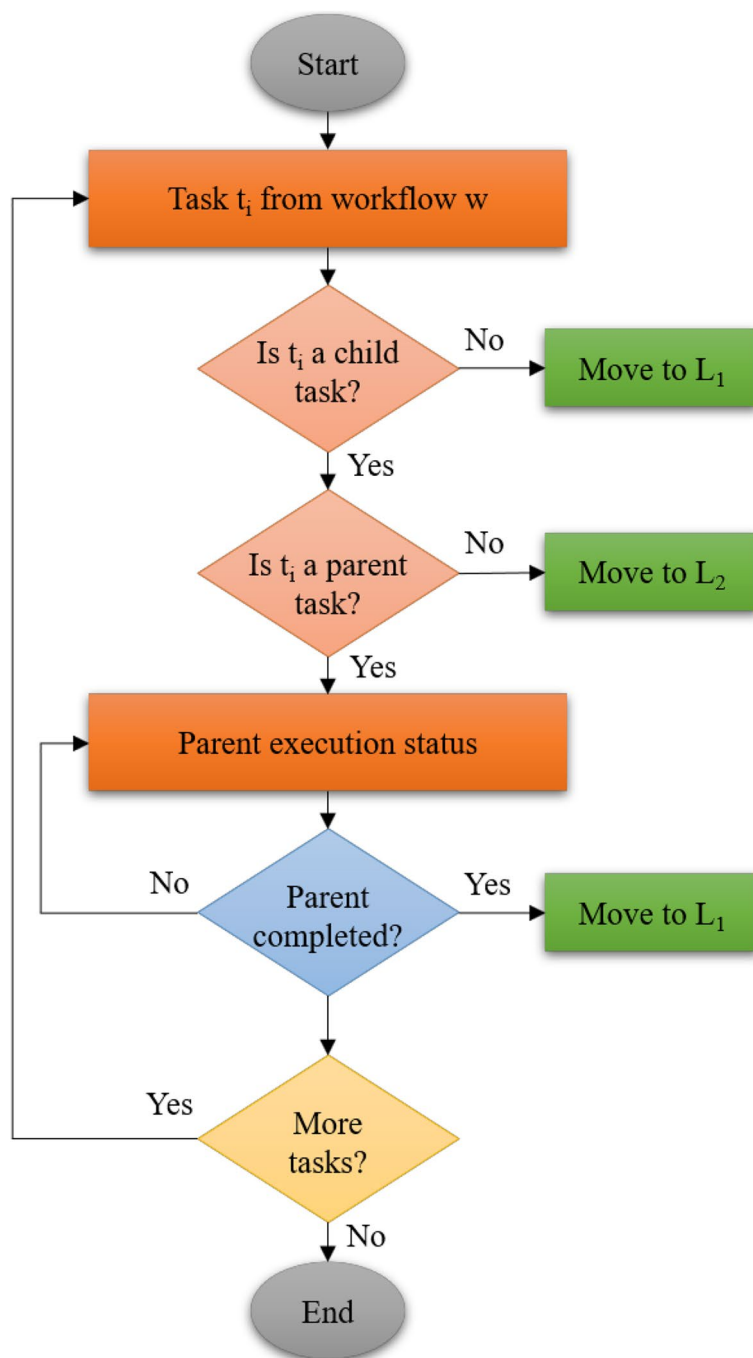 Start
Task tᵢ from workflow w
Is tᵢ a child
task?
No
Move to L₁
Yes
Is tᵢ a parent
task?
No
Move to L₂
Yes
Parent execution status
No
Parent
completed?
Yes
Move to L₁
Yes
More
tasks?
No
End